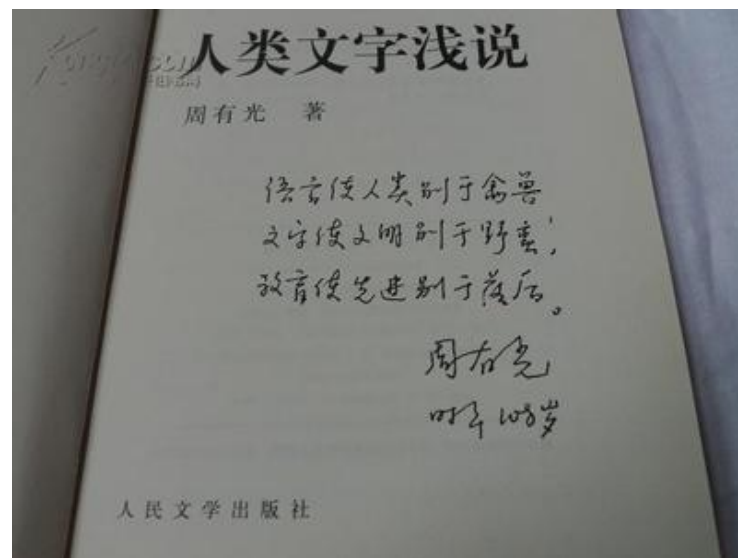 人类文字浅说
周有光 著
语言使人类别于禽兽,
文字使文明别于野蛮,
教育使先进别于落后。
周有光
时年108岁
人民文学出版社